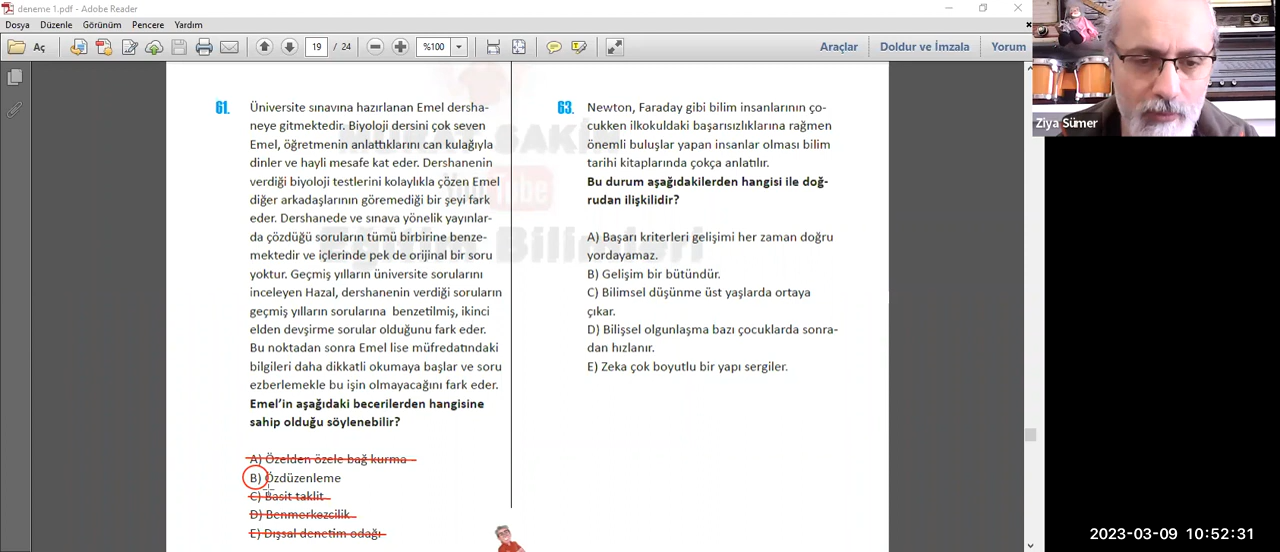 deneme 1.pdf - Adobe Reader
Dosya Düzenle Görünüm Pencere Yardım
Aç
19 / 24
%100
Araçlar Doldur ve İmzala Yorum
Ziya Sümer
61. Üniversite sınavına hazırlanan Emel dersha-
neye gitmektedir. Biyoloji dersini çok seven
Emel, öğretmenin anlattıklarını can kulağıyla
dinler ve hayli mesafe kat eder. Dershanenin
verdiği biyoloji testlerini kolaylıkla çözen Emel
diğer arkadaşlarının göremediği bir şeyi fark
eder. Dershanede ve sınava yönelik yayınlar-
da çözdüğü soruların tümü birbirine benze-
mektedir ve içlerinde pek de orijinal bir soru
yoktur. Geçmiş yılların üniversite sorularını
inceleyen Hazal, dershanenin verdiği soruların
geçmiş yılların sorularına benzetilmiş, ikinci
elden devşirme sorular olduğunu fark eder.
Bu noktadan sonra Emel lise müfredatındaki
bilgileri daha dikkatli okumaya başlar ve soru
ezberlemekle bu işin olmayacağını fark eder.
Emel'in aşağıdaki becerilerden hangisine
sahip olduğu söylenebilir?
A) Özelden özele bağ kurma
B) Özdüzenleme
C) Basit taklit
D) Benmerkezcilik
E) Dışsal denetim odağı
63. Newton, Faraday gibi bilim insanlarının ço-
cukken ilkokuldaki başarısızlıklarına rağmen
önemli buluşlar yapan insanlar olması bilim
tarihi kitaplarında çokça anlatılır.
Bu durum aşağıdakilerden hangisi ile doğ-
rudan ilişkilidir?
A) Başarı kriterleri gelişimi her zaman doğru
yordayamaz.
B) Gelişim bir bütündür.
C) Bilimsel düşünme üst yaşlarda ortaya
çıkar.
D) Bilişsel olgunlaşma bazı çocuklarda sonra-
dan hızlanır.
E) Zeka çok boyutlu bir yapı sergiler.
2023-03-09 10:52:31